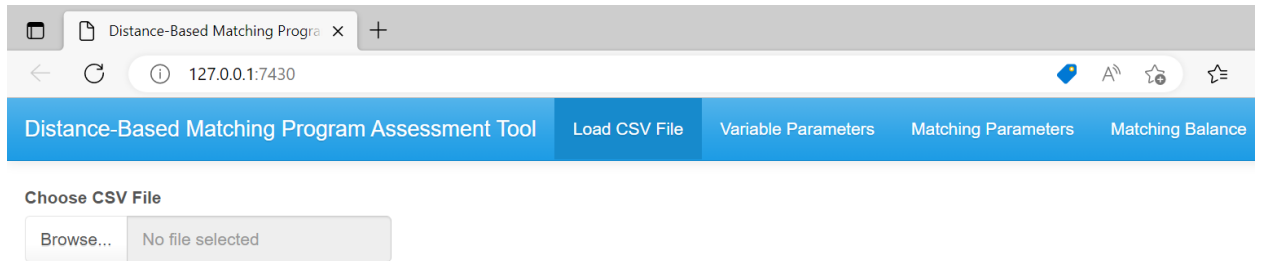 Distance-Based Matching Progra
127.0.0.1:7430
Distance-Based Matching Program Assessment Tool Load CSV File Variable Parameters Matching Parameters Matching Balance
Choose CSV File
Browse... No file selected